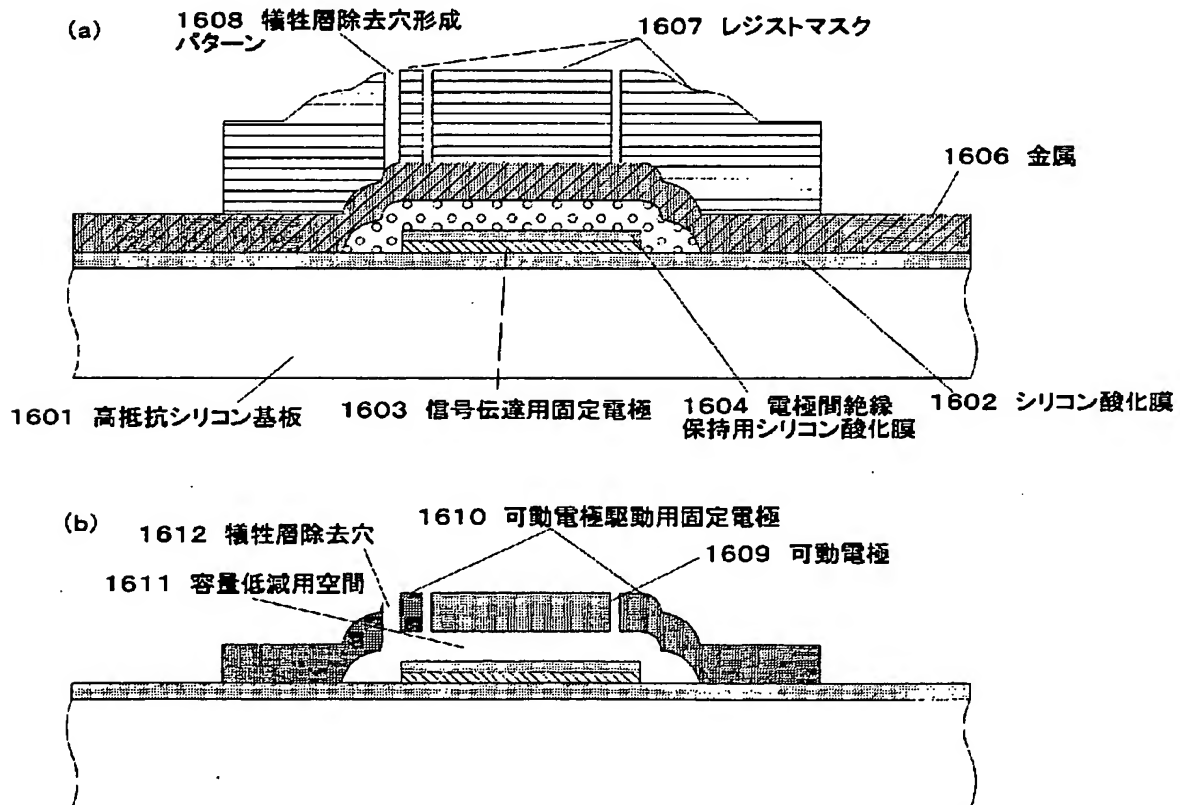 (a)
1608 犠牲層除去穴形成
パターン
1607 レジストマスク
1606 金属
1601 高抵抗シリコン基板
1603 信号伝達用固定電極
1604 電極間絶縁
保持用シリコン酸化膜
1602 シリコン酸化膜
(b)
1612 犠牲層除去穴
1610 可動電極駆動用固定電極
1609 可動電極
1611 容量低減用空間